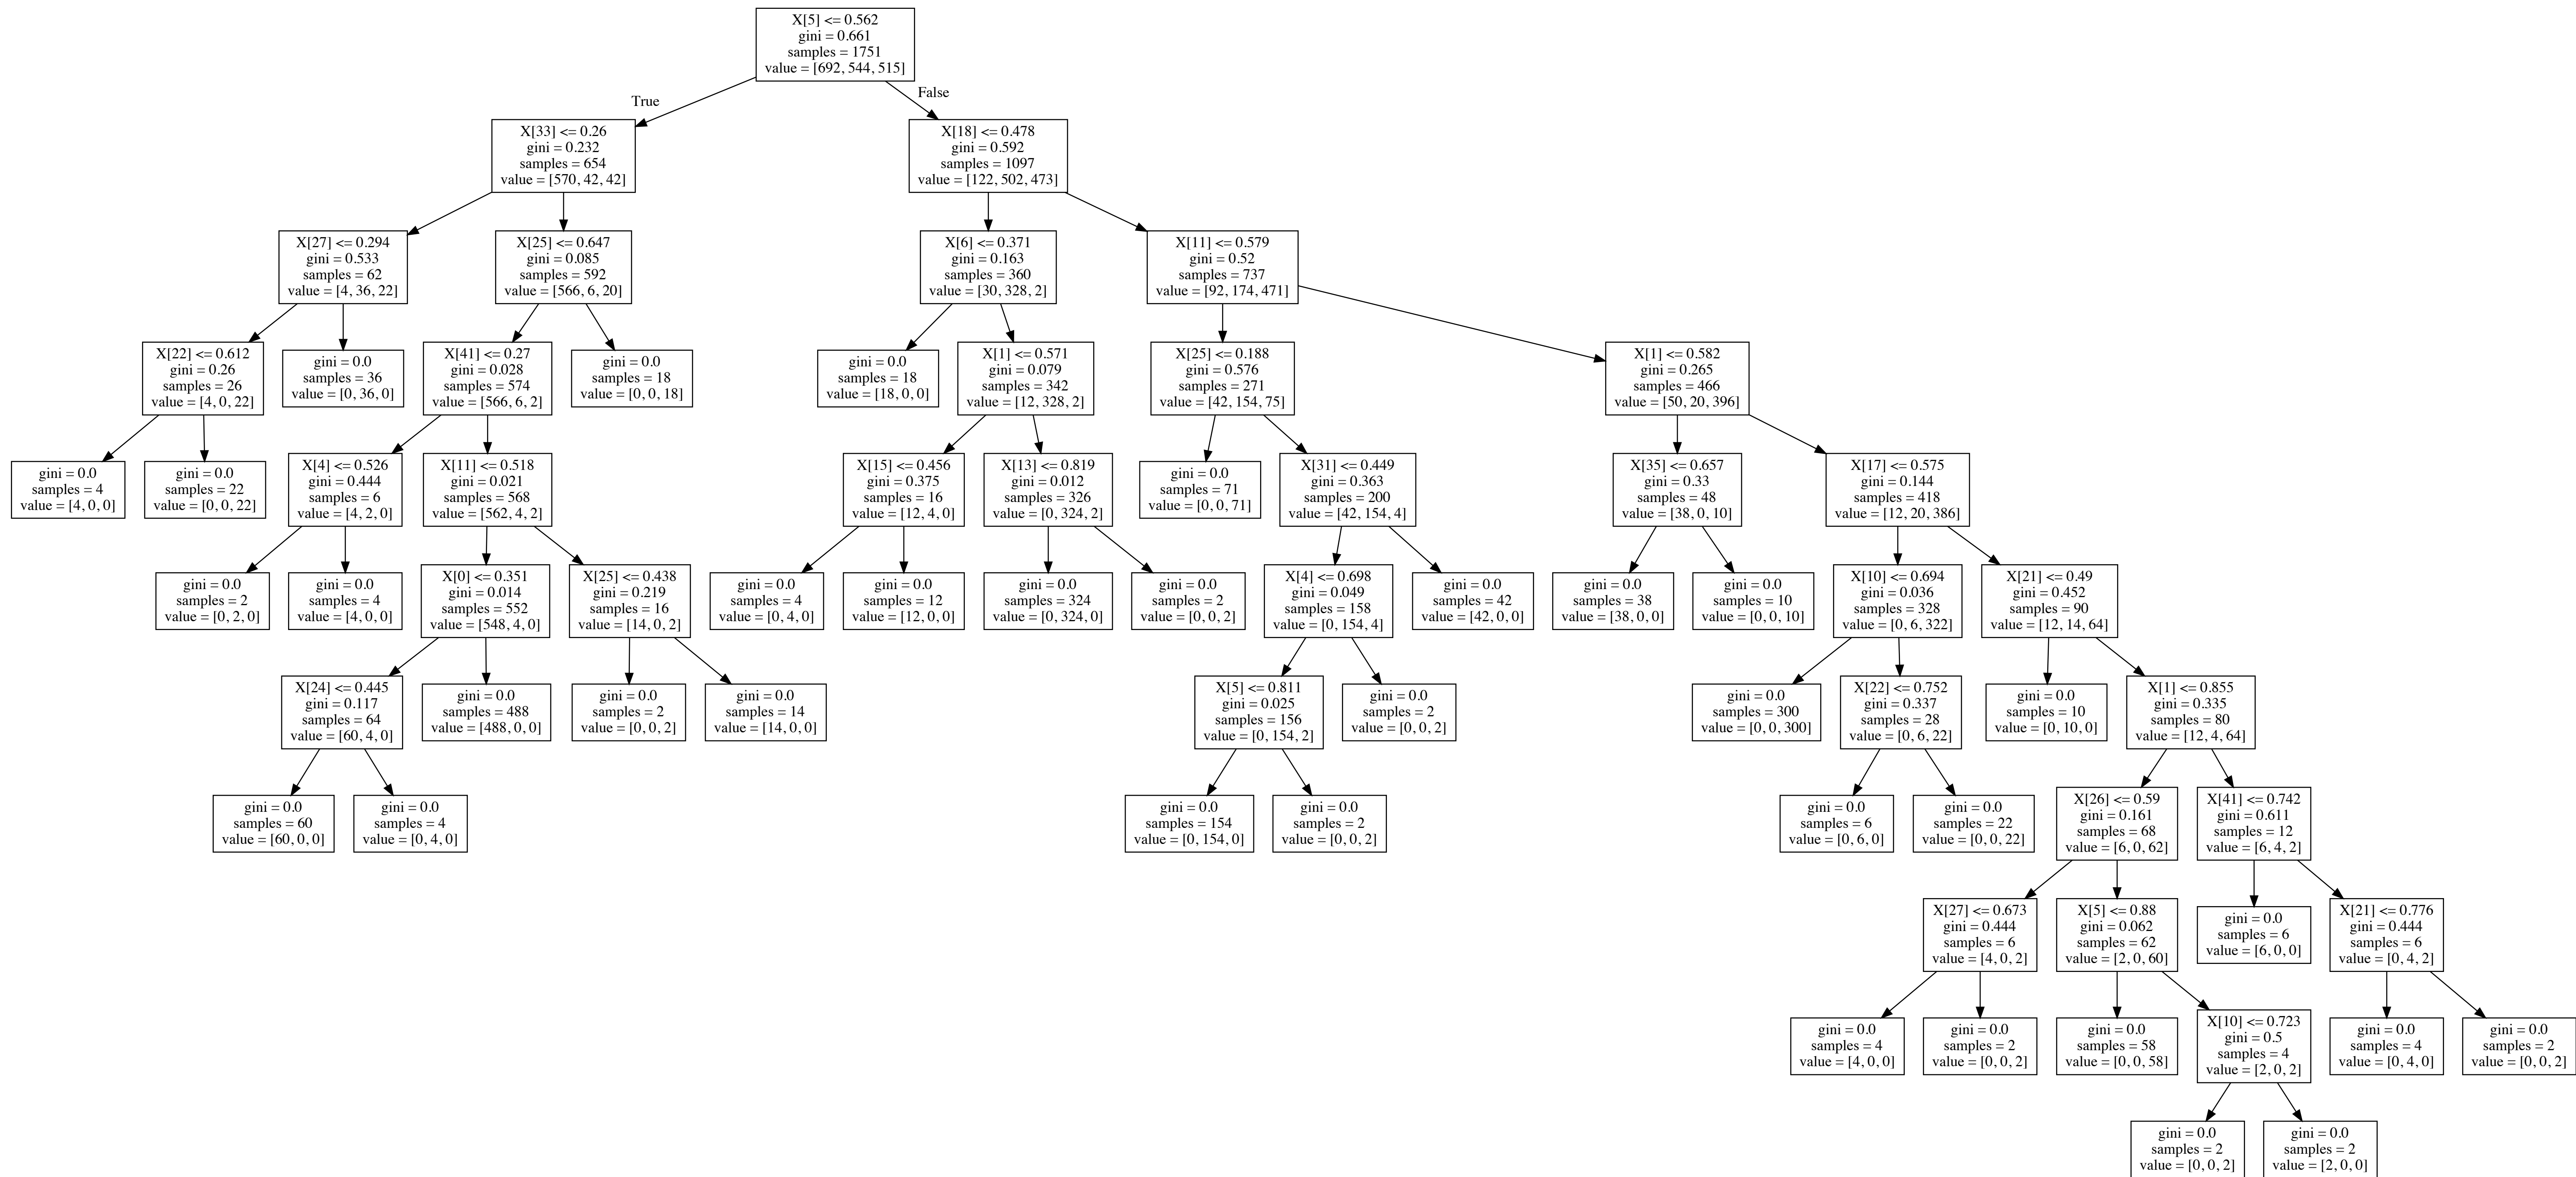 X[5] <= 0.562
gini = 0.661
samples = 1751
value = [692, 544, 515]
True
False
X[33] <= 0.26
gini = 0.232
samples = 654
value = [570, 42, 42]
X[18] <= 0.478
gini = 0.592
samples = 1097
value = [122, 502, 473]
X[27] <= 0.294
gini = 0.533
samples = 62
value = [4, 36, 22]
X[25] <= 0.647
gini = 0.085
samples = 592
value = [566, 6, 20]
X[6] <= 0.371
gini = 0.163
samples = 360
value = [30, 328, 2]
X[11] <= 0.579
gini = 0.52
samples = 737
value = [92, 174, 471]
X[22] <= 0.612
gini = 0.26
samples = 26
value = [4, 0, 22]
gini = 0.0
samples = 36
value = [0, 36, 0]
X[41] <= 0.27
gini = 0.028
samples = 574
value = [566, 6, 2]
gini = 0.0
samples = 18
value = [0, 0, 18]
gini = 0.0
samples = 18
value = [18, 0, 0]
X[1] <= 0.571
gini = 0.079
samples = 342
value = [12, 328, 2]
X[25] <= 0.188
gini = 0.576
samples = 271
value = [42, 154, 75]
X[1] <= 0.582
gini = 0.265
samples = 466
value = [50, 20, 396]
gini = 0.0
samples = 4
value = [4, 0, 0]
gini = 0.0
samples = 22
value = [0, 0, 22]
X[4] <= 0.526
gini = 0.444
samples = 6
value = [4, 2, 0]
X[11] <= 0.518
gini = 0.021
samples = 568
value = [562, 4, 2]
X[15] <= 0.456
gini = 0.375
samples = 16
value = [12, 4, 0]
X[13] <= 0.819
gini = 0.012
samples = 326
value = [0, 324, 2]
gini = 0.0
samples = 71
value = [0, 0, 71]
X[31] <= 0.449
gini = 0.363
samples = 200
value = [42, 154, 4]
X[35] <= 0.657
gini = 0.33
samples = 48
value = [38, 0, 10]
X[17] <= 0.575
gini = 0.144
samples = 418
value = [12, 20, 386]
gini = 0.0
samples = 2
value = [0, 2, 0]
gini = 0.0
samples = 4
value = [4, 0, 0]
X[0] <= 0.351
gini = 0.014
samples = 552
value = [548, 4, 0]
X[25] <= 0.438
gini = 0.219
samples = 16
value = [14, 0, 2]
gini = 0.0
samples = 4
value = [0, 4, 0]
gini = 0.0
samples = 12
value = [12, 0, 0]
gini = 0.0
samples = 324
value = [0, 324, 0]
gini = 0.0
samples = 2
value = [0, 0, 2]
X[4] <= 0.698
gini = 0.049
samples = 158
value = [0, 154, 4]
gini = 0.0
samples = 42
value = [42, 0, 0]
gini = 0.0
samples = 38
value = [38, 0, 0]
gini = 0.0
samples = 10
value = [0, 0, 10]
X[10] <= 0.694
gini = 0.036
samples = 328
value = [0, 6, 322]
X[21] <= 0.49
gini = 0.452
samples = 90
value = [12, 14, 64]
X[24] <= 0.445
gini = 0.117
samples = 64
value = [60, 4, 0]
gini = 0.0
samples = 488
value = [488, 0, 0]
gini = 0.0
samples = 2
value = [0, 0, 2]
gini = 0.0
samples = 14
value = [14, 0, 0]
X[5] <= 0.811
gini = 0.025
samples = 156
value = [0, 154, 2]
gini = 0.0
samples = 2
value = [0, 0, 2]
gini = 0.0
samples = 300
value = [0, 0, 300]
X[22] <= 0.752
gini = 0.337
samples = 28
value = [0, 6, 22]
gini = 0.0
samples = 10
value = [0, 10, 0]
X[1] <= 0.855
gini = 0.335
samples = 80
value = [12, 4, 64]
gini = 0.0
samples = 60
value = [60, 0, 0]
gini = 0.0
samples = 4
value = [0, 4, 0]
gini = 0.0
samples = 154
value = [0, 154, 0]
gini = 0.0
samples = 2
value = [0, 0, 2]
gini = 0.0
samples = 6
value = [0, 6, 0]
gini = 0.0
samples = 22
value = [0, 0, 22]
X[26] <= 0.59
gini = 0.161
samples = 68
value = [6, 0, 62]
X[41] <= 0.742
gini = 0.611
samples = 12
value = [6, 4, 2]
X[27] <= 0.673
gini = 0.444
samples = 6
value = [4, 0, 2]
X[5] <= 0.88
gini = 0.062
samples = 62
value = [2, 0, 60]
gini = 0.0
samples = 6
value = [6, 0, 0]
X[21] <= 0.776
gini = 0.444
samples = 6
value = [0, 4, 2]
gini = 0.0
samples = 4
value = [4, 0, 0]
gini = 0.0
samples = 2
value = [0, 0, 2]
gini = 0.0
samples = 58
value = [0, 0, 58]
X[10] <= 0.723
gini = 0.5
samples = 4
value = [2, 0, 2]
gini = 0.0
samples = 4
value = [0, 4, 0]
gini = 0.0
samples = 2
value = [0, 0, 2]
gini = 0.0
samples = 2
value = [0, 0, 2]
gini = 0.0
samples = 2
value = [2, 0, 0]